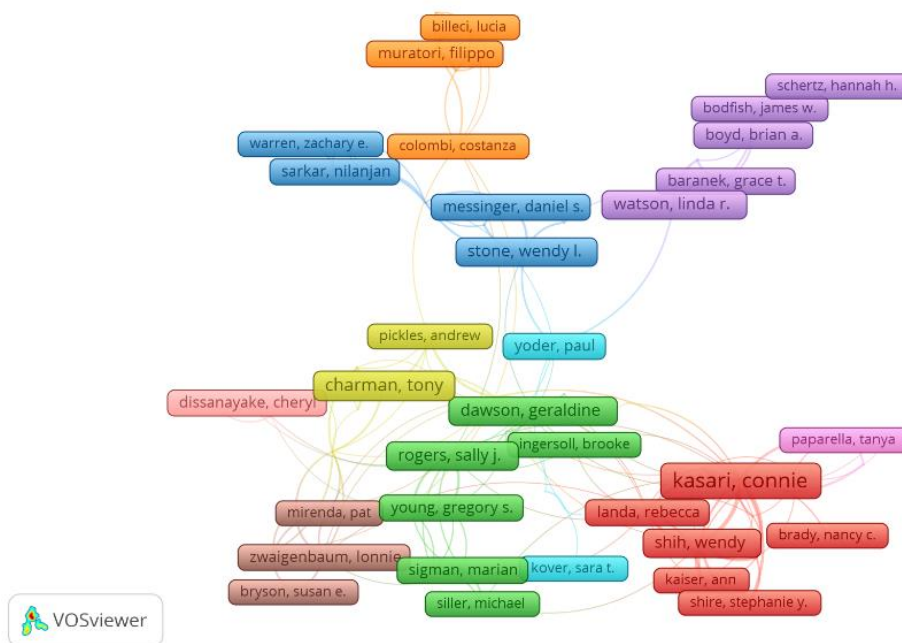 billeci, lucia
muratori, filippo
schertz, hannah h.
bodfish, james w.
boyd, brian a.
warren, zachary e.
colombi, costanza
sarkar, nilanjan
baranek, grace t.
messinger, daniel s.
watson, linda r.
stone, wendy l.
pickles, andrew
yoder, paul
charman, tony
dissanayake, cheryl
dawson, geraldine
ingersoll, brooke
paparella, tanya
rogers, sally j.
kasari, connie
mirenda, pat
young, gregory s.
landa, rebecca
brady, nancy c.
shih, wendy
zwaigenbaum, lonnie
sigman, marian
kover, sara t.
kaiser, ann
bryson, susan e.
siller, michael
shire, stephanie y.
VOSviewer